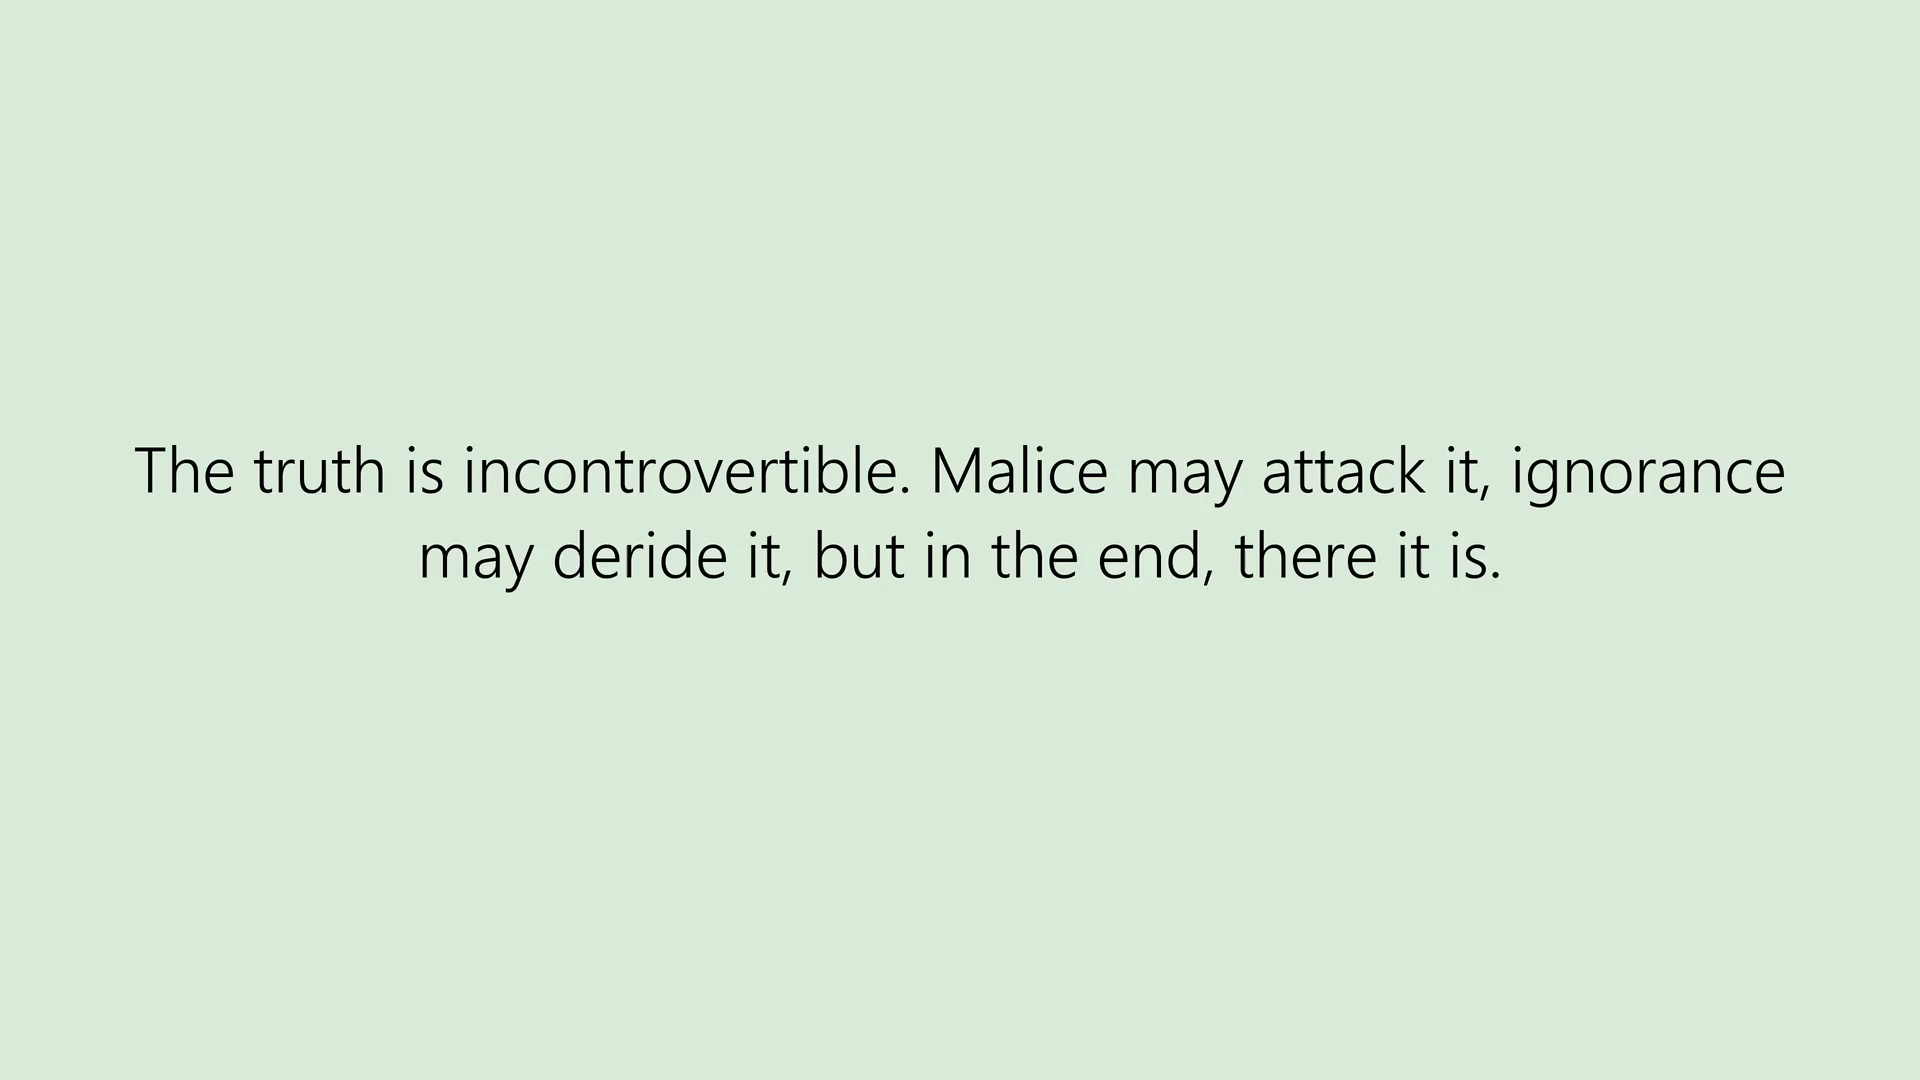 The truth is incontrovertible. Malice may attack it, ignorance
may deride it, but in the end, there it is.